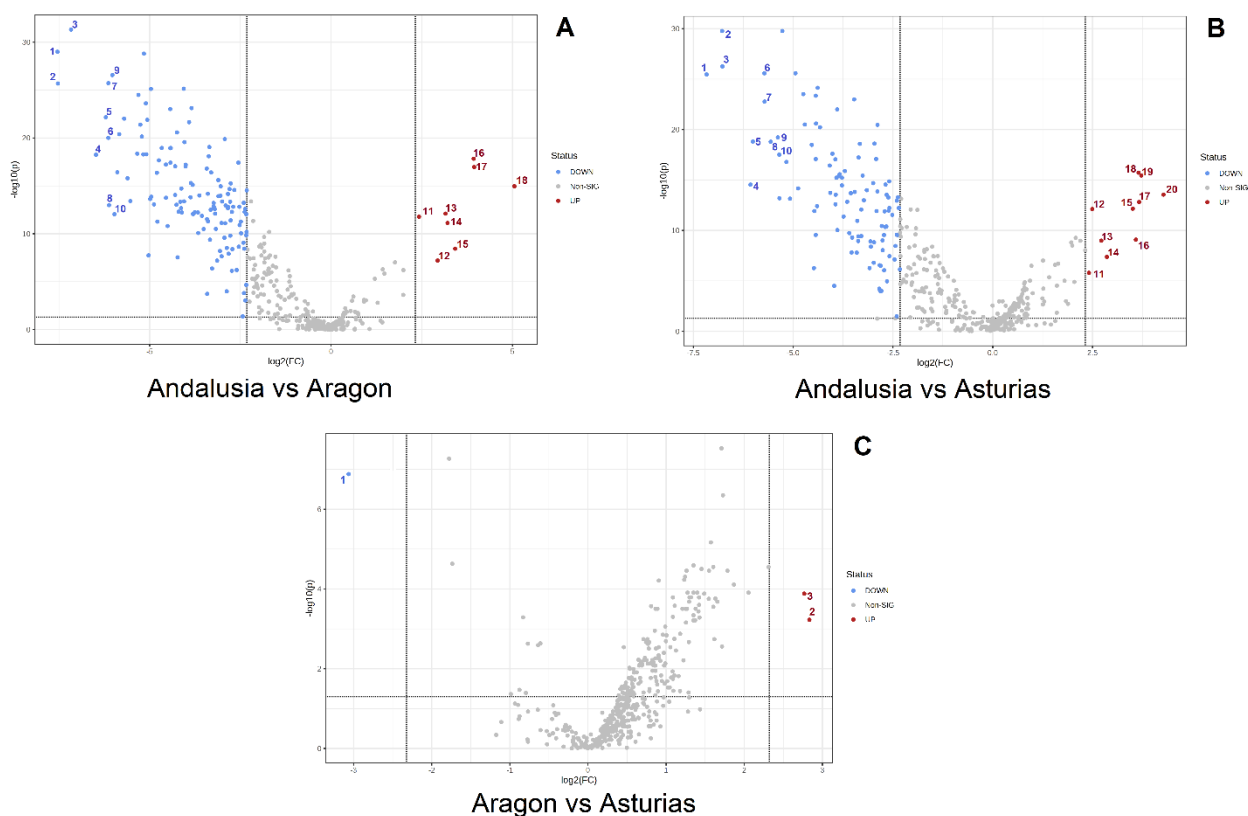 A
30
20
10
0
-log10(p)
3
1
2
9
7
5
6
4
8
10
16
17
18
11
13
14
15
12
-5
0
5
log2(FC)
Status
DOWN
Non-SIG
UP
Andalusia vs Aragon
B
30
20
10
0
-log10(p)
2
3
1
6
7
9
5
8
10
4
18
19
20
17
12
15
13
16
14
11
7.5
5.0
-2.5
0.0
2.5
log2(FC)
Status
DOWN
Non-SIG
UP
Andalusia vs Asturias
C
6
4
2
0
-log10(p)
1
3
2
-3
-2
-1
0
1
2
3
log2(FC)
Status
DOWN
Non-SIG
UP
Aragon vs Asturias